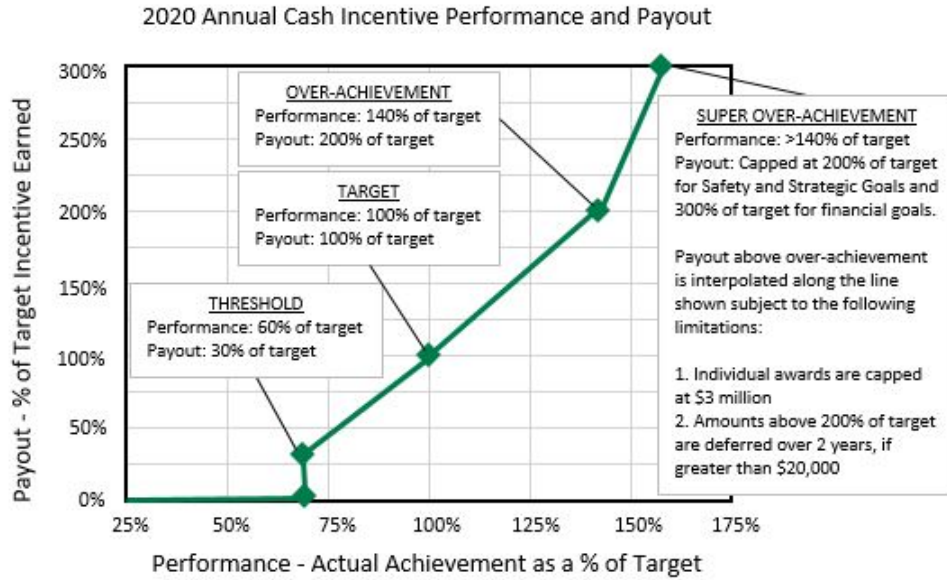 2020 Annual Cash Incentive Performance and Payout
Payout - % of Target Incentive Earned
300%
250%
200%
150%
100%
50%
0%
OVER-ACHIEVEMENT
Performance: 140% of target
Payout: 200% of target
TARGET
Performance: 100% of target
Payout: 100% of target
THRESHOLD
Performance: 60% of target
Payout: 30% of target
SUPER OVER-ACHIEVEMENT
Performance: >140% of target
Payout: Capped at 200% of target
for Safety and Strategic Goals and
300% of target for financial goals.
Payout above over-achievement
is interpolated along the line
shown subject to the following
limitations:
1. Individual awards are capped
at $3 million
2. Amounts above 200% of target
are deferred over 2 years, if
greater than $20,000
25%
50%
75%
100%
125%
150%
175%
Performance - Actual Achievement as a % of Target